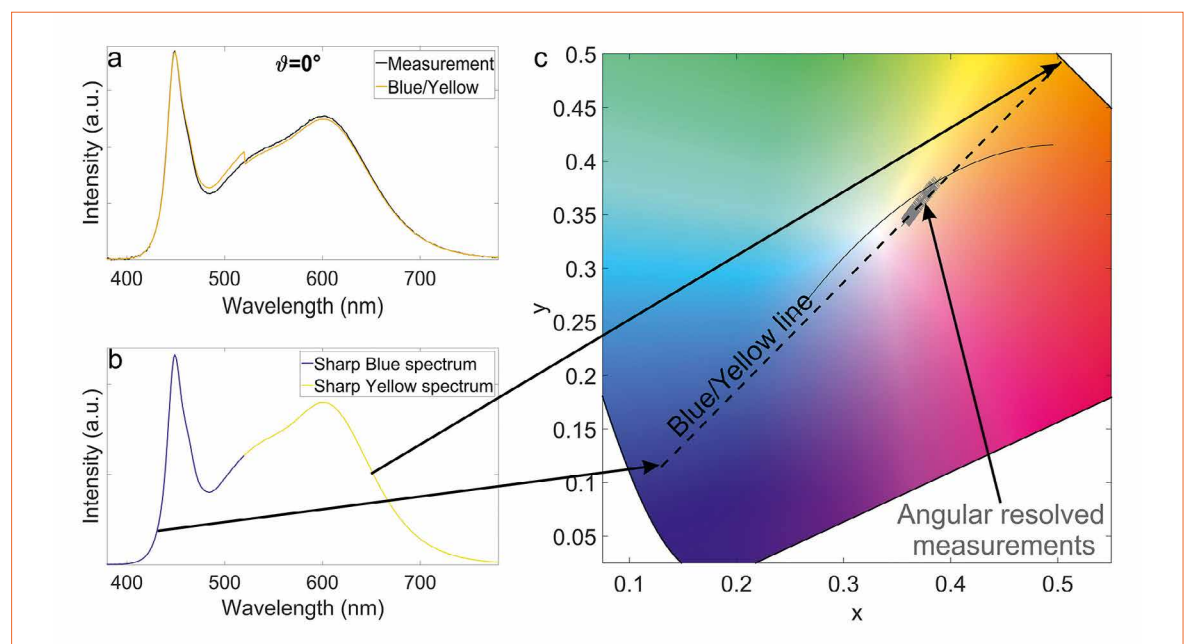 a
ϑ=0°
Measurement
Blue/Yellow
Intensity (a.u.)
400
500
600
700
Wavelength (nm)
b
Sharp Blue spectrum
Sharp Yellow spectrum
Intensity (a.u.)
400
500
600
700
Wavelength (nm)
c
0.5
0.45
0.4
0.35
0.3
0.25
0.2
0.15
0.1
0.05
y
Blue/Yellow line
Angular resolved
measurements
0.1
0.2
0.3
0.4
0.5
x